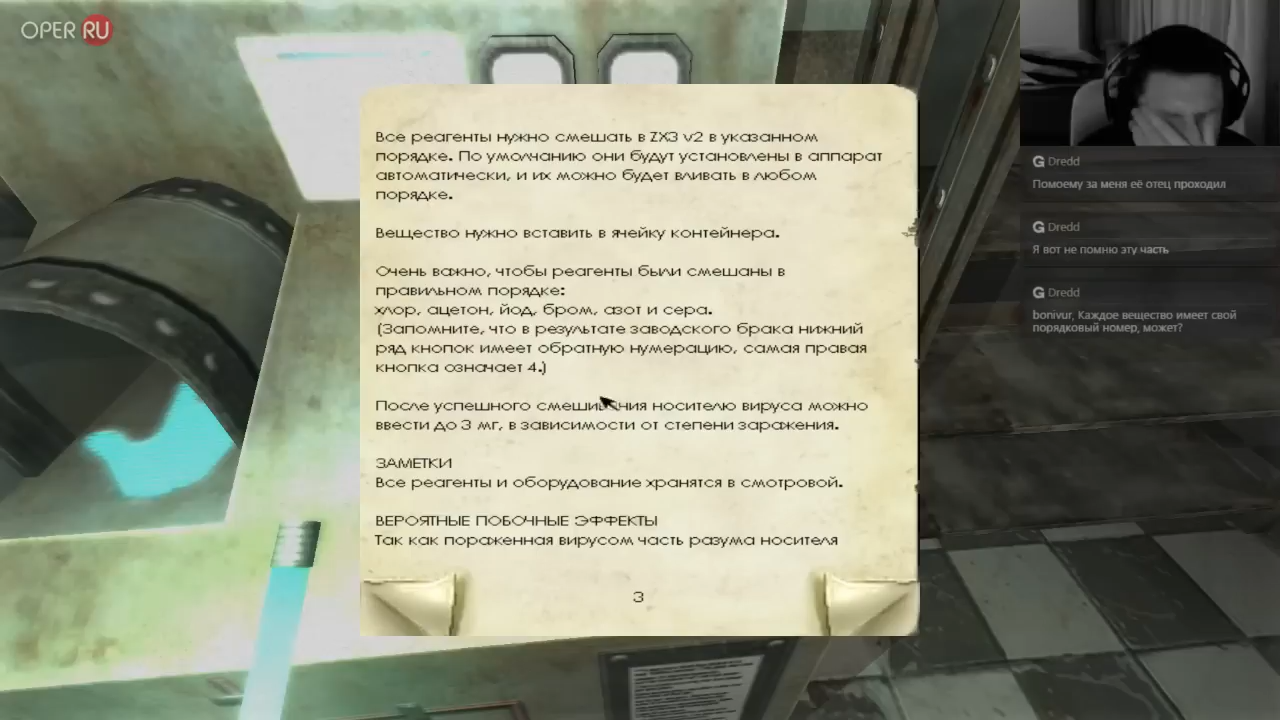 OPER RU
Все реагенты нужно смешать в ZX3 v2 в указанном
порядке. По умолчанию они будут установлены в аппарат
автоматически, и их можно будет вливать в любом
порядке.
Вещество нужно вставить в ячейку контейнера.
Очень важно, чтобы реагенты были смешаны в
правильном порядке:
хлор, ацетон, йод, бром, азот и сера.
(Запомните, что в результате заводского брака нижний
ряд кнопок имеет обратную нумерацию, самая правая
кнопка означает 4.)
После успешного смешивания носителю вируса можно
ввести до 3 мг, в зависимости от степени заражения.
ЗАМЕТКИ
Все реагенты и оборудование хранятся в смотровой.
ВЕРОЯТНЫЕ ПОБОЧНЫЕ ЭФФЕКТЫ
Так как пораженная вирусом часть разума носителя
3
G Dredd
Помоему за меня её отец проходил
G Dredd
Я вот не помню эту часть
G Dredd
bonivur, Каждое вещество имеет свой
порядковый номер, может?